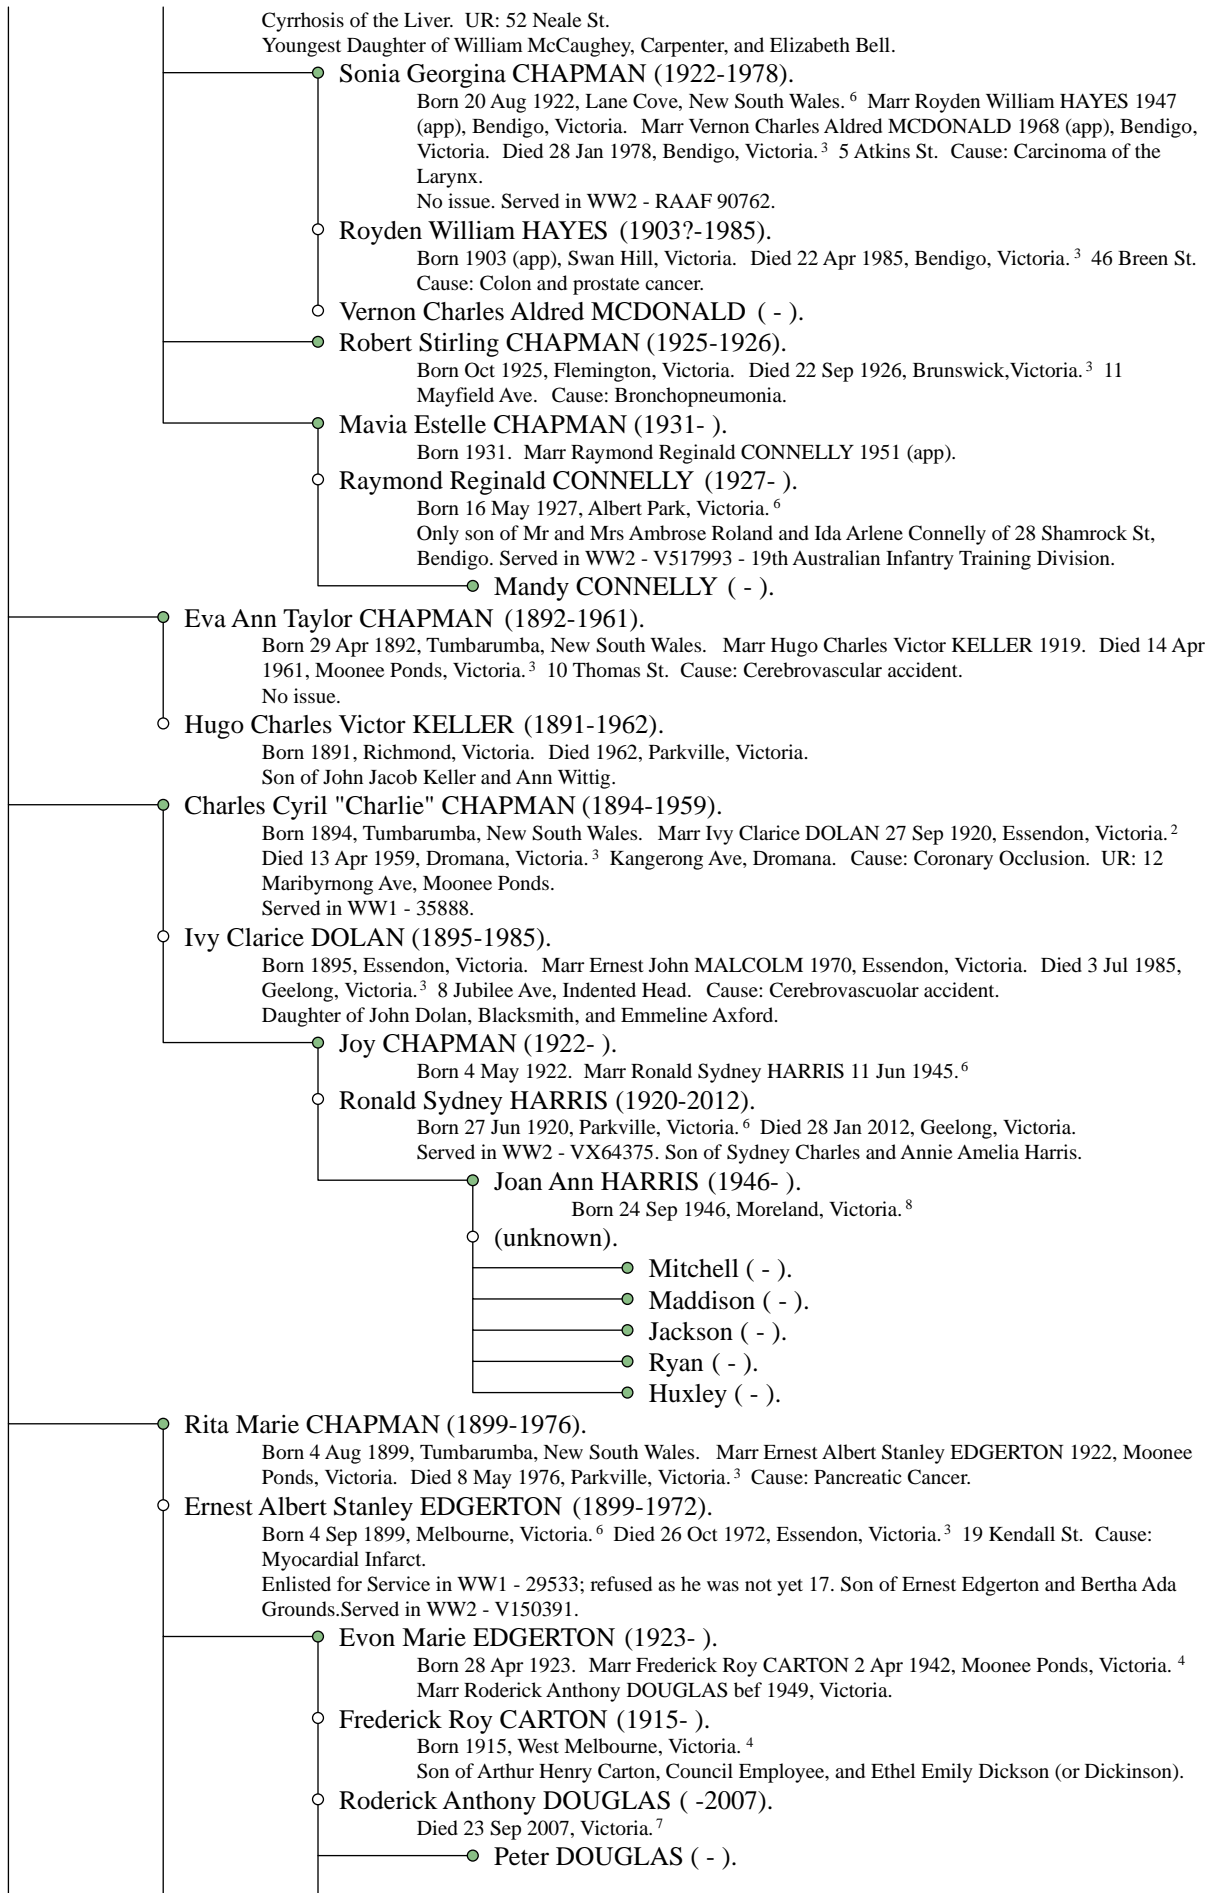 Cyrrhosis of the Liver. UR: 52 Neale St.
Youngest Daughter of William McCaughey, Carpenter, and Elizabeth Bell.
Sonia Georgina CHAPMAN (1922-1978).
Born 20 Aug 1922, Lane Cove, New South Wales. 6 Marr Royden William HAYES 1947
(app), Bendigo, Victoria. Marr Vernon Charles Aldred MCDONALD 1968 (app), Bendigo,
Victoria. Died 28 Jan 1978, Bendigo, Victoria. 3 5 Atkins St. Cause: Carcinoma of the
Larynx.
No issue. Served in WW2 - RAAF 90762.
Royden William HAYES (1903?-1985).
Born 1903 (app), Swan Hill, Victoria. Died 22 Apr 1985, Bendigo, Victoria. 3 46 Breen St.
Cause: Colon and prostate cancer.
Vernon Charles Aldred MCDONALD ( - ).
Robert Stirling CHAPMAN (1925-1926).
Born Oct 1925, Flemington, Victoria. Died 22 Sep 1926, Brunswick,Victoria. 3 11
Mayfield Ave. Cause: Bronchopneumonia.
Mavia Estelle CHAPMAN (1931- ).
Born 1931. Marr Raymond Reginald CONNELLY 1951 (app).
Raymond Reginald CONNELLY (1927- ).
Born 16 May 1927, Albert Park, Victoria. 6
Only son of Mr and Mrs Ambrose Roland and Ida Arlene Connelly of 28 Shamrock St,
Bendigo. Served in WW2 - V517993 - 19th Australian Infantry Training Division.
Mandy CONNELLY ( - ).
Eva Ann Taylor CHAPMAN (1892-1961).
Born 29 Apr 1892, Tumbarumba, New South Wales. Marr Hugo Charles Victor KELLER 1919. Died 14 Apr
1961, Moonee Ponds, Victoria. 3 10 Thomas St. Cause: Cerebrovascular accident.
No issue.
Hugo Charles Victor KELLER (1891-1962).
Born 1891, Richmond, Victoria. Died 1962, Parkville, Victoria.
Son of John Jacob Keller and Ann Wittig.
Charles Cyril "Charlie" CHAPMAN (1894-1959).
Born 1894, Tumbarumba, New South Wales. Marr Ivy Clarice DOLAN 27 Sep 1920, Essendon, Victoria. 2
Died 13 Apr 1959, Dromana, Victoria. 3 Kangerong Ave, Dromana. Cause: Coronary Occlusion. UR: 12
Maribyrnong Ave, Moonee Ponds.
Served in WW1 - 35888.
Ivy Clarice DOLAN (1895-1985).
Born 1895, Essendon, Victoria. Marr Ernest John MALCOLM 1970, Essendon, Victoria. Died 3 Jul 1985,
Geelong, Victoria. 3 8 Jubilee Ave, Indented Head. Cause: Cerebrovascuolar accident.
Daughter of John Dolan, Blacksmith, and Emmeline Axford.
Joy CHAPMAN (1922- ).
Born 4 May 1922. Marr Ronald Sydney HARRIS 11 Jun 1945. 6
Ronald Sydney HARRIS (1920-2012).
Born 27 Jun 1920, Parkville, Victoria. 6 Died 28 Jan 2012, Geelong, Victoria.
Served in WW2 - VX64375. Son of Sydney Charles and Annie Amelia Harris.
Joan Ann HARRIS (1946- ).
Born 24 Sep 1946, Moreland, Victoria. 8
(unknown).
Mitchell ( - ).
Maddison ( - ).
Jackson ( - ).
Ryan ( - ).
Huxley ( - ).
Rita Marie CHAPMAN (1899-1976).
Born 4 Aug 1899, Tumbarumba, New South Wales. Marr Ernest Albert Stanley EDGERTON 1922, Moonee
Ponds, Victoria. Died 8 May 1976, Parkville, Victoria. 3 Cause: Pancreatic Cancer.
Ernest Albert Stanley EDGERTON (1899-1972).
Born 4 Sep 1899, Melbourne, Victoria. 6 Died 26 Oct 1972, Essendon, Victoria. 3 19 Kendall St. Cause:
Myocardial Infarct.
Enlisted for Service in WW1 - 29533; refused as he was not yet 17. Son of Ernest Edgerton and Bertha Ada
Grounds.Served in WW2 - V150391.
Evon Marie EDGERTON (1923- ).
Born 28 Apr 1923. Marr Frederick Roy CARTON 2 Apr 1942, Moonee Ponds, Victoria. 4
Marr Roderick Anthony DOUGLAS bef 1949, Victoria.
Frederick Roy CARTON (1915- ).
Born 1915, West Melbourne, Victoria. 4
Son of Arthur Henry Carton, Council Employee, and Ethel Emily Dickson (or Dickinson).
Roderick Anthony DOUGLAS ( -2007).
Died 23 Sep 2007, Victoria. 7
Peter DOUGLAS ( - ).